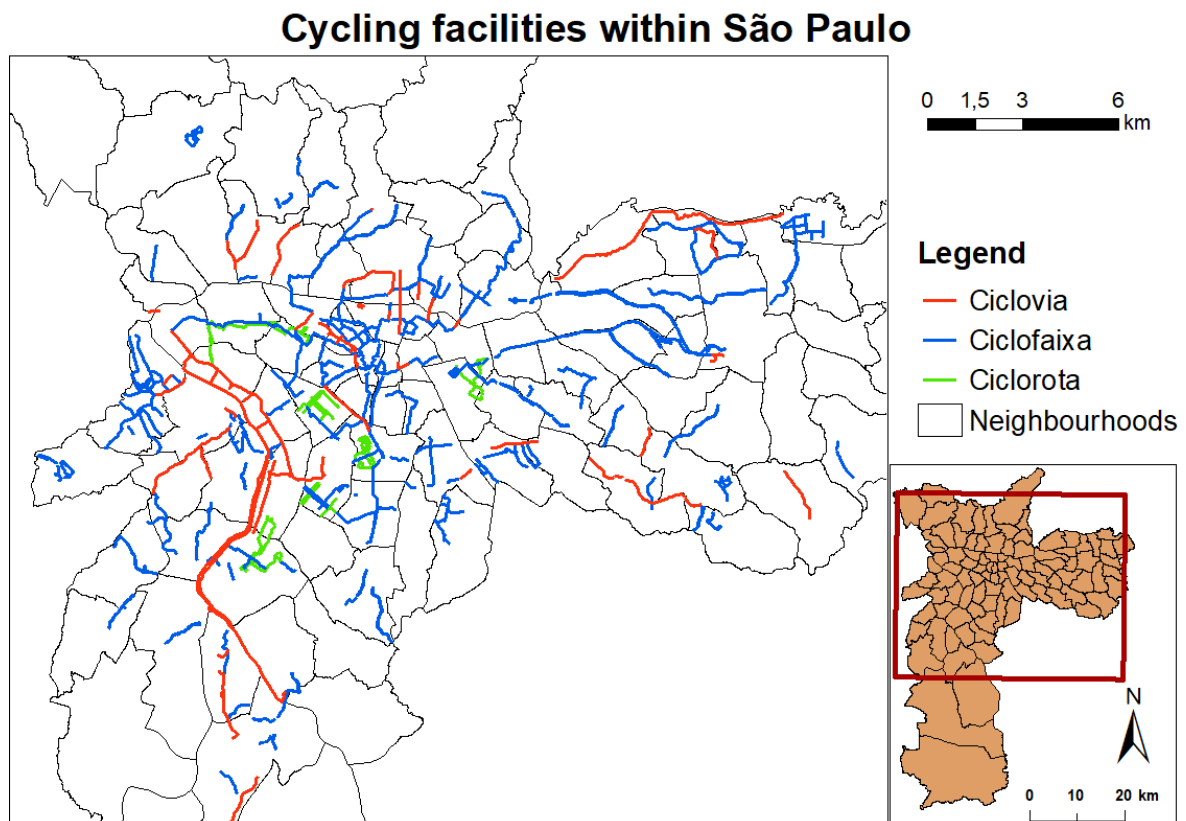 Cycling facilities within São Paulo
0 1,5 3 6
km
Legend
Ciclovia
Ciclofaixa
Ciclorota
Neighbourhoods
N
0 10 20 km